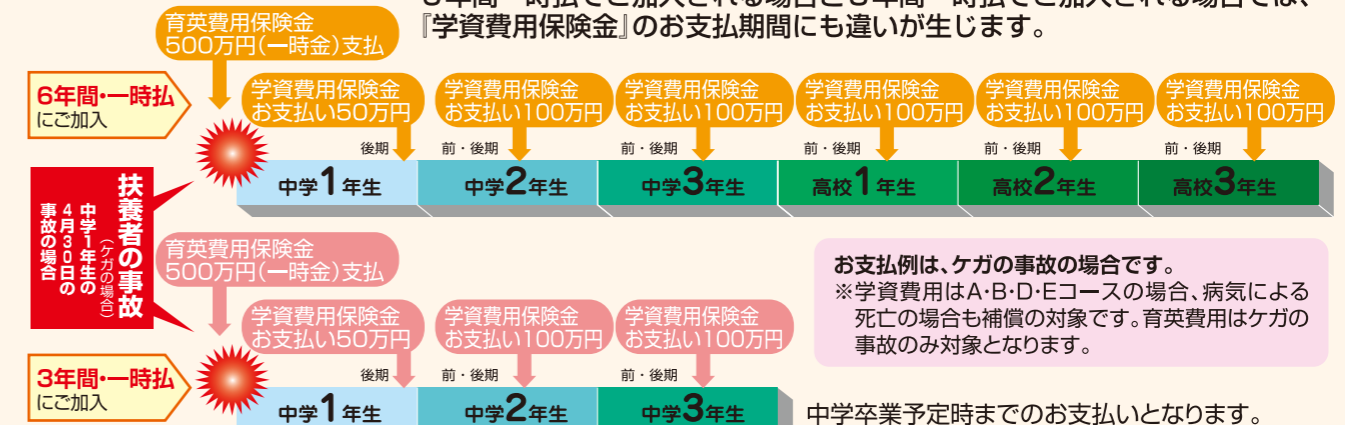 『学資費用保険金』のお支払期間にも違いが生じます。
育英費用保険金
500万円(一時金)支払
6年間・一時払
にご加入
学資費用保険金
お支払い50万円
学資費用保険金
お支払い100万円
学資費用保険金
お支払い100万円
学資費用保険金
お支払い100万円
学資費用保険金
お支払い100万円
学資費用保険金
お支払い100万円
後期
前・後期
前・後期
前・後期
前・後期
前・後期
中学1年生
中学2年生
中学3年生
高校1年生
高校2年生
高校3年生
扶養者の事故
(ケガの場合)
中学1年生の
4月30日の
事故の場合
育英費用保険金
500万円(一時金)支払
お支払例は、ケガの事故の場合です。
※学資費用はA・B・D・Eコースの場合、病気による
死亡の場合も補償の対象です。育英費用はケガの
事故のみ対象となります。
3年間・一時払
にご加入
学資費用保険金
お支払い50万円
学資費用保険金
お支払い100万円
学資費用保険金
お支払い100万円
後期
前・後期
前・後期
中学1年生
中学2年生
中学3年生
中学卒業予定時までのお支払いとなります。